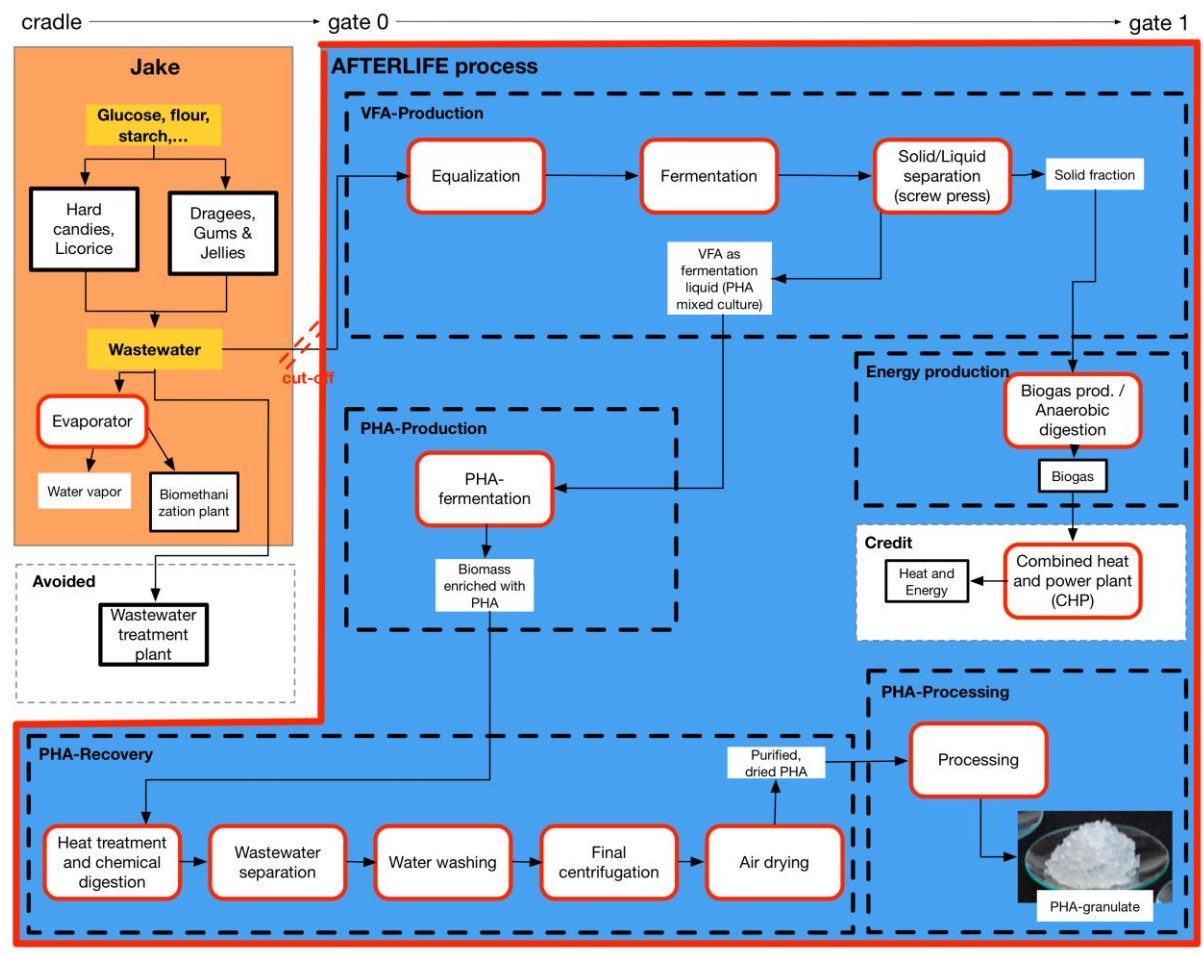 cradle
gate 0
gate 1
Jake
Glucose, flour,
starch,...
Hard
candies,
Licorice
Dragees,
Gums &
Jellies
Wastewater
cut-off
Evaporator
Water vapor
Biomethani
zation plant
Avoided
Wastewater
treatment
plant
AFTERLIFE process
VFA-Production
Equalization
Fermentation
Solid/Liquid
separation
(screw press)
Solid fraction
VFA as
fermentation
liquid (PHA
mixed culture)
Energy production
Biogas prod. /
Anaerobic
digestion
Biogas
Credit
Combined heat
and power plant
(CHP)
Heat and
Energy
PHA-Production
PHA-
fermentation
Biomass
enriched with
PHA
PHA-Recovery
Heat treatment
and chemical
digestion
Wastewater
separation
Water washing
Final
centrifugation
Air drying
Purified,
dried PHA
PHA-Processing
Processing
PHA-granulate